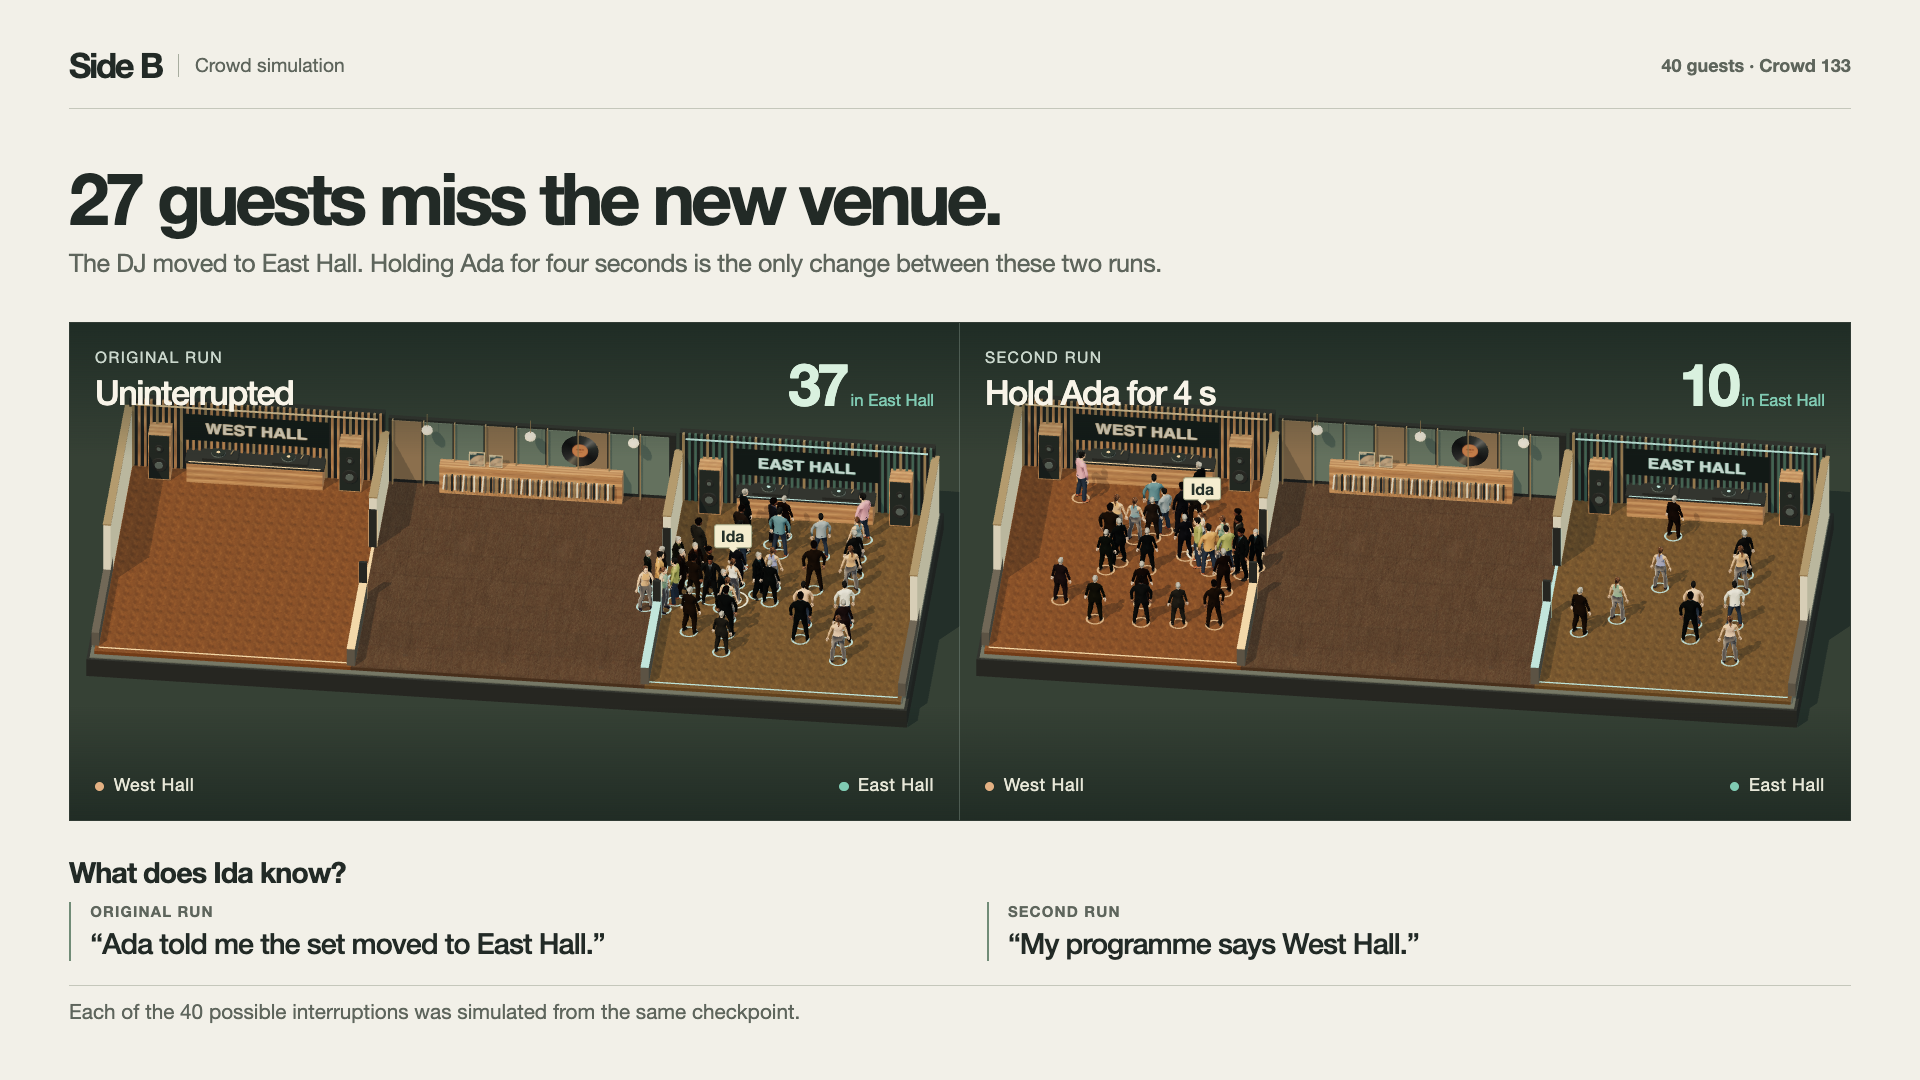 Side B
Crowd simulation
40 guests · Crowd 133
27 guests miss the new venue.
The DJ moved to East Hall. Holding Ada for four seconds is the only change between these two runs.
ORIGINAL RUN
Uninterrupted
37 in East Hall
WEST HALL
EAST HALL
Ida
West Hall
East Hall
SECOND RUN
Hold Ada for 4 s
10 in East Hall
WEST HALL
EAST HALL
Ida
West Hall
East Hall
What does Ida know?
ORIGINAL RUN
“Ada told me the set moved to East Hall.”
SECOND RUN
“My programme says West Hall.”
Each of the 40 possible interruptions was simulated from the same checkpoint.